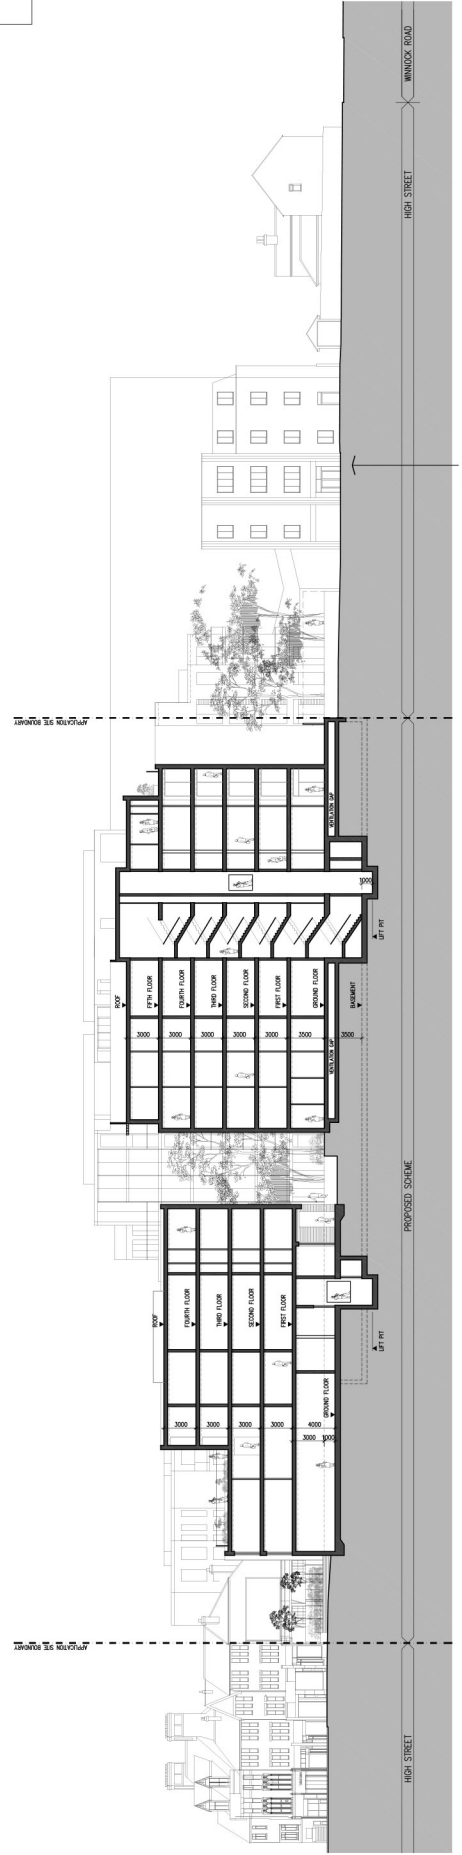 WINNOCK ROAD
HIGH STREET
APPLICATION SITE BOUNDARY
VENTILATION GAP
1000
LIFT PIT
ROOF
FIFTH FLOOR
FOURTH FLOOR
THIRD FLOOR
SECOND FLOOR
FIRST FLOOR
GROUND FLOOR
BASEMENT
3000
3000
3000
3000
3000
3500
3500
VENTILATION GAP
PROPOSED SCHEME
ROOF
FOURTH FLOOR
THIRD FLOOR
SECOND FLOOR
FIRST FLOOR
GROUND FLOOR
LIFT PIT
3000
3000
3000
3000
4000
3000
1000
APPLICATION SITE BOUNDARY
HIGH STREET